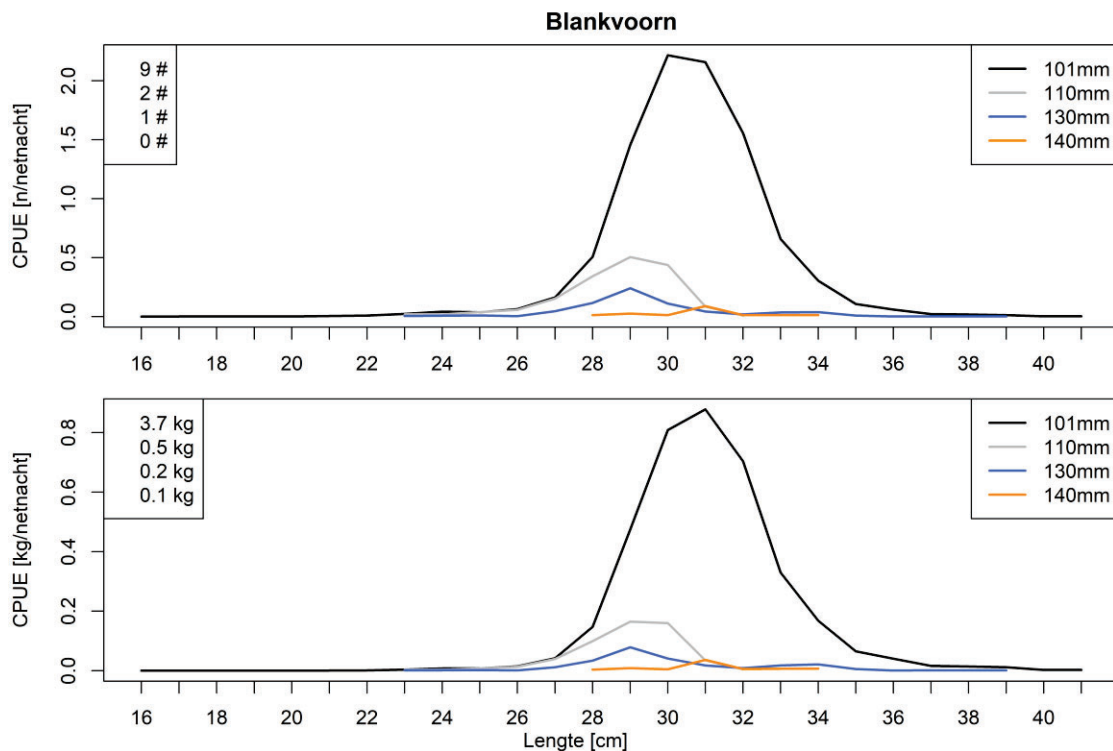 Blankvoorn
CPUE [n/netnacht]
0.0 0.5 1.0 1.5 2.0
9 #
2 #
1 #
0 #
101mm
110mm
130mm
140mm
16 18 20 22 24 26 28 30 32 34 36 38 40
CPUE [kg/netnacht]
0.0 0.2 0.4 0.6 0.8
3.7 kg
0.5 kg
0.2 kg
0.1 kg
101mm
110mm
130mm
140mm
16 18 20 22 24 26 28 30 32 34 36 38 40
Lengte [cm]